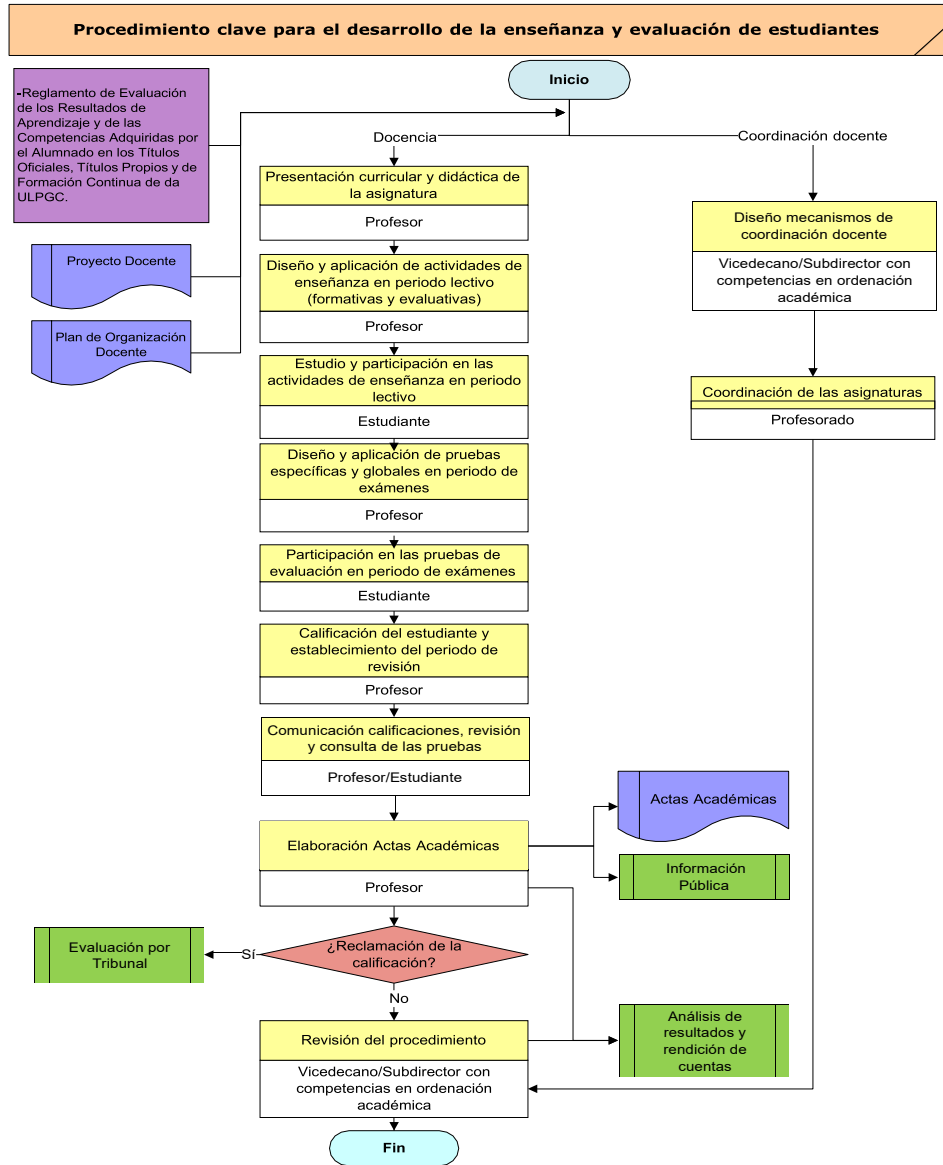 Procedimiento clave para el desarrollo de la enseñanza y evaluación de estudiantes
Inicio
-Reglamento de Evaluación
de los Resultados de
Aprendizaje y de las
Competencias Adquiridas por
el Alumnado en los Títulos
Oficiales, Títulos Propios y de
Formación Continua de da
ULPGC.
Proyecto Docente
Plan de Organización
Docente
Docencia
Coordinación docente
Presentación curricular y didáctica de
la asignatura
Profesor
Diseño y aplicación de actividades de
enseñanza en periodo lectivo
(formativas y evaluativas)
Profesor
Estudio y participación en las
actividades de enseñanza en periodo
lectivo
Estudiante
Diseño y aplicación de pruebas
específicas y globales en periodo de
exámenes
Profesor
Participación en las pruebas de
evaluación en periodo de exámenes
Estudiante
Calificación del estudiante y
establecimiento del periodo de
revisión
Profesor
Comunicación calificaciones, revisión
y consulta de las pruebas
Profesor/Estudiante
Elaboración Actas Académicas
Profesor
¿Reclamación de la
calificación?
Sí
No
Evaluación por
Tribunal
Revisión del procedimiento
Vicedecano/Subdirector con
competencias en ordenación
académica
Fin
Diseño mecanismos de
coordinación docente
Vicedecano/Subdirector con
competencias en ordenación
académica
Coordinación de las asignaturas
Profesorado
Actas Académicas
Información
Pública
Análisis de
resultados y
rendición de
cuentas